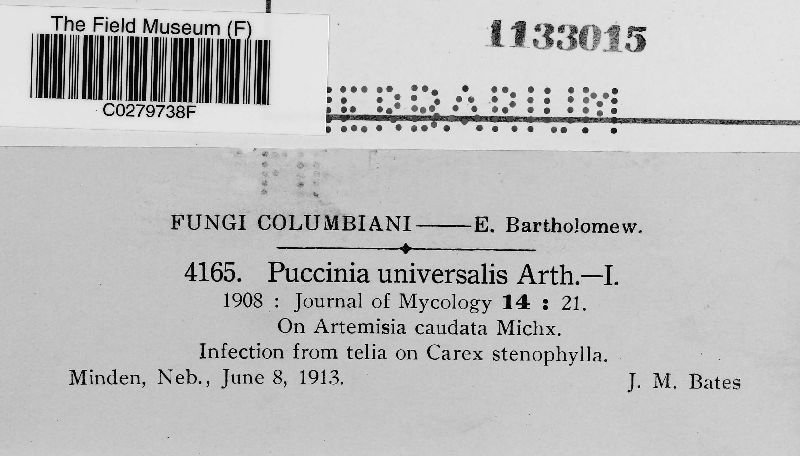 The Field Museum (F)
C0279738F
1133015
HERBARIUM
FUNGI COLUMBIANI——E. Bartholomew.
4165. Puccinia universalis Arth.—I.
1908 : Journal of Mycology 14 : 21.
On Artemisia caudata Michx.
Infection from telia on Carex stenophylla.
Minden, Neb., June 8, 1913. J. M. Bates